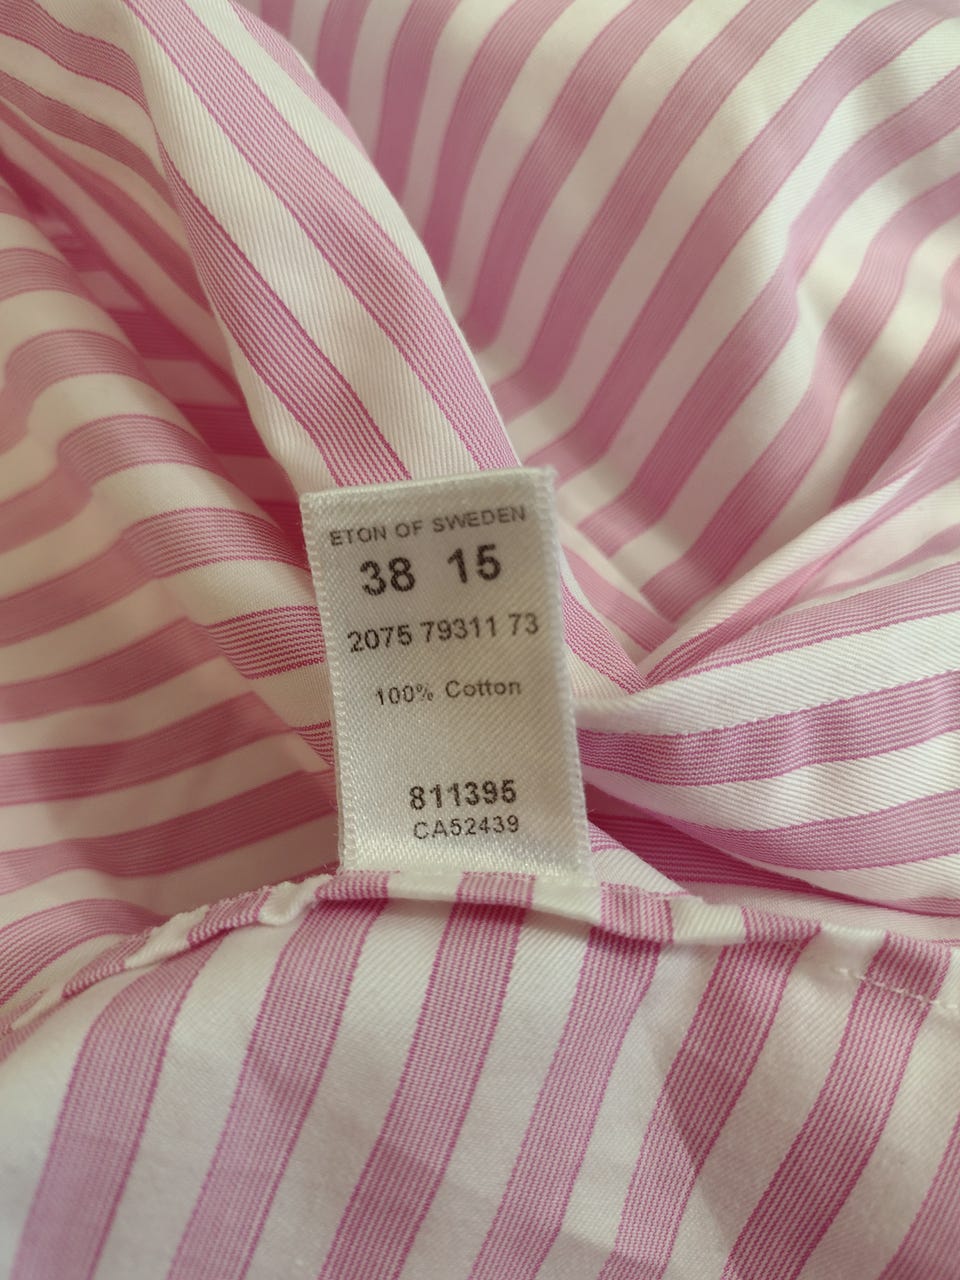 ETON OF SWEDEN
38 15
2075 79311 73
100% Cotton
811395
CA52439